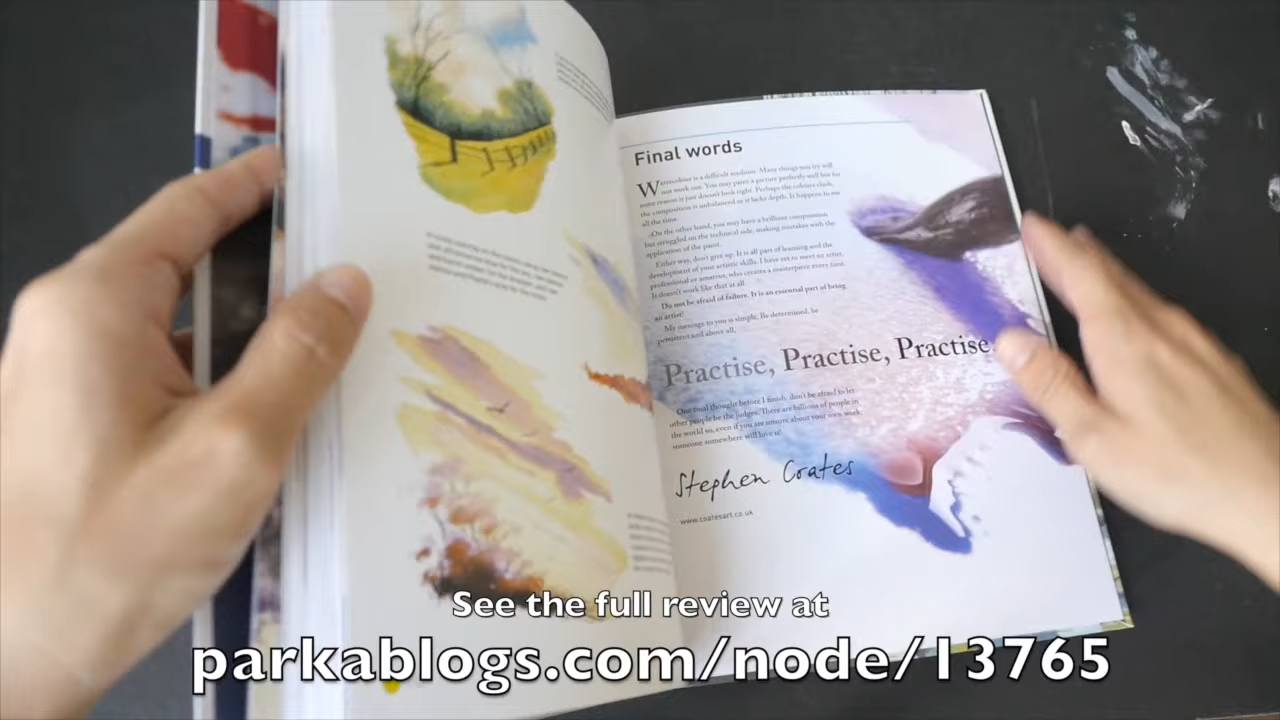 Final words
Watercolour is a difficult medium. Many things you try will
not work out. You may paint a picture perfectly well but for
some reason it just doesn't look right. Perhaps the colours clash,
the composition is unbalanced or it lacks depth. It happens to me
all the time.
On the other hand, you may have a brilliant composition
but struggled on the technical side, making mistakes with the
application of the paint.
Either way, don't give up. It is all part of learning and the
development of your artistic skills. I have yet to meet an artist,
professional or amateur, who creates a masterpiece every time.
It doesn't work like that at all.
Do not be afraid of failure. It is an essential part of being
an artist!
My message to you is simple. Be determined, be
persistent and above all,
Practise, Practise, Practise
One final thought before I finish: don't be afraid to let
other people be the judges. There are billions of people in
the world so, even if you are unsure about your own work,
someone somewhere will love it!
Stephen Coates
www.coatesart.co.uk
See the full review at
parkablogs.com/node/13765